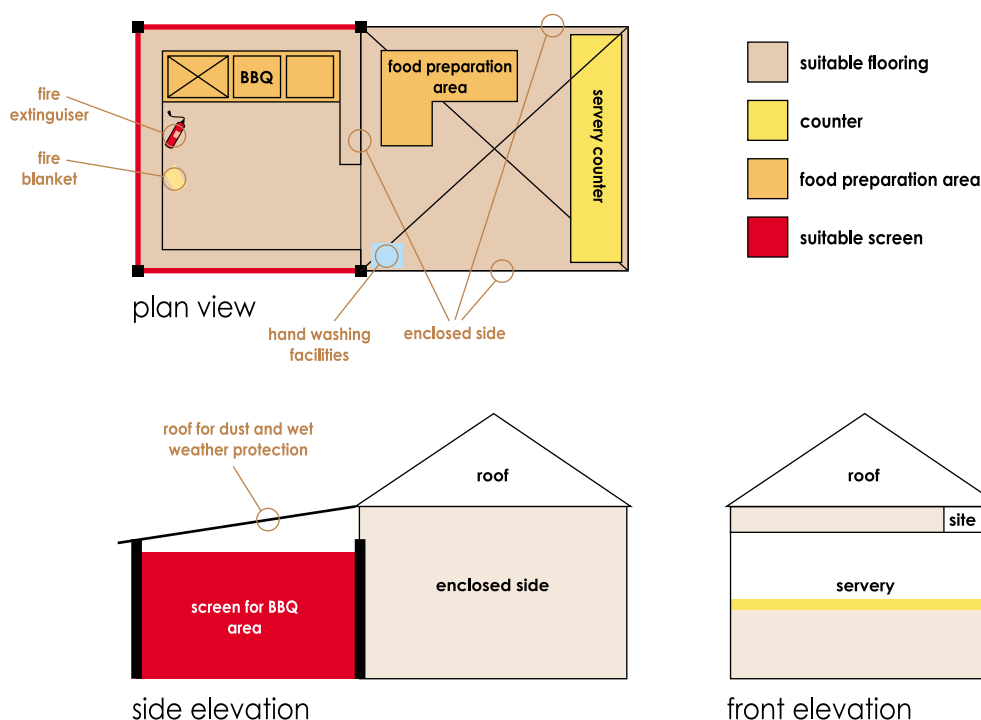 fire
extinguiser
fire
blanket
BBQ
food preparation
area
servery counter
plan view
hand washing
facilities
enclosed side
suitable flooring
counter
food preparation area
suitable screen
roof for dust and wet
weather protection
roof
enclosed side
screen for BBQ
area
side elevation
roof
site
servery
front elevation